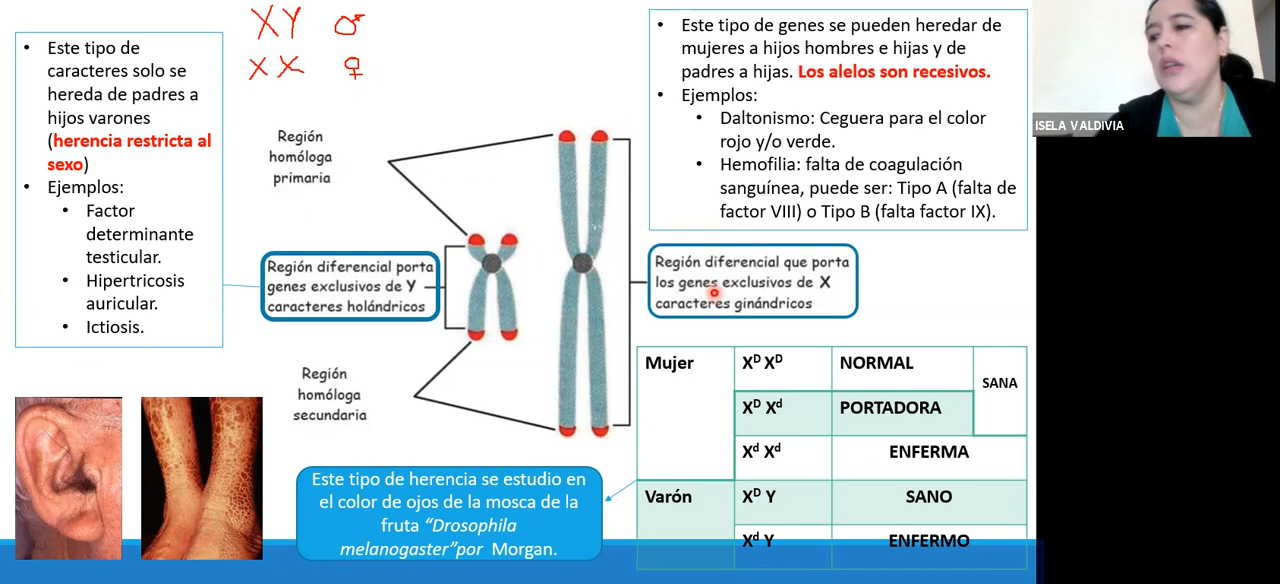 XY ♂
XX ♀
• Este tipo de
caracteres solo se
hereda de padres a
hijos varones
(herencia restricta al
sexo)
• Ejemplos:
• Factor
determinante
testicular.
• Hipertricosis
auricular.
• Ictiosis.
Región
homóloga
primaria
Región diferencial porta
genes exclusivos de Y
caracteres holándricos
Región
homóloga
secundaria
• Este tipo de genes se pueden heredar de
mujeres a hijos hombres e hijas y de
padres a hijas. Los alelos son recesivos.
• Ejemplos:
• Daltonismo: Ceguera para el color
rojo y/o verde.
• Hemofilia: falta de coagulación
sanguínea, puede ser: Tipo A (falta de
factor VIII) o Tipo B (falta factor IX).
Región diferencial que porta
los genes exclusivos de X
caracteres ginándricos
Mujer XᴰXᴰ NORMAL SANA
XᴰXᵈ PORTADORA
XᵈXᵈ ENFERMA
Varón XᴰY SANO
XᵈY ENFERMO
Este tipo de herencia se estudio en
el color de ojos de la mosca de la
fruta “Drosophila
melanogaster”por Morgan.
ISELA VALDIVIA